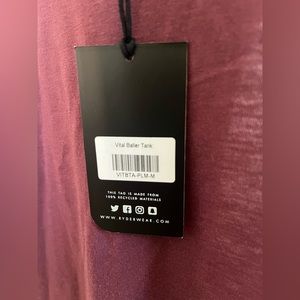 Vital Baller Tank
VITBTA-PLM-M
THIS TAG IS MADE FROM
100% RECYCLED MATERIALS
WWW.RYDERWEAR.COM